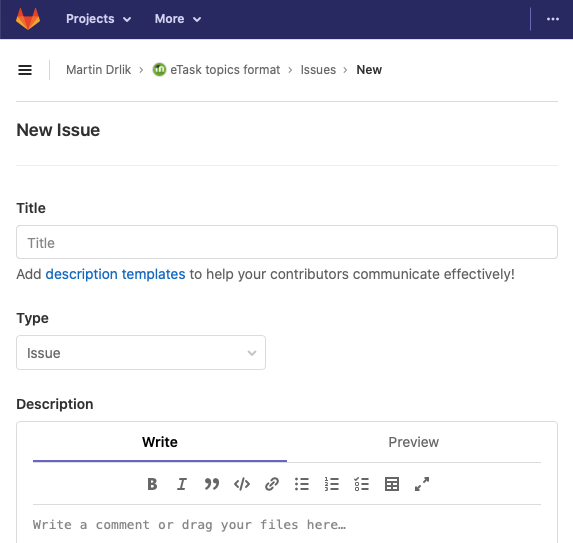 Projects More
Martin Drlik › eTask topics format › Issues › New
New Issue
Title
Title
Add description templates to help your contributors communicate effectively!
Type
Issue
Description
Write Preview
Write a comment or drag your files here…